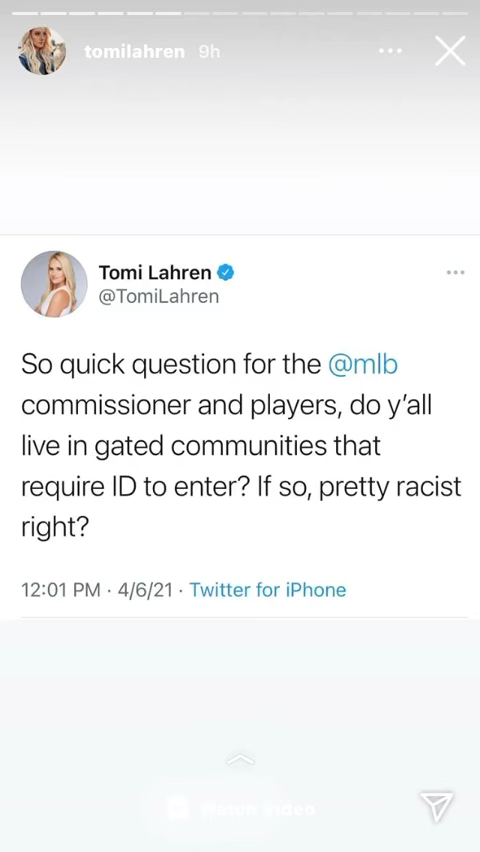 tomilahren 9h
Tomi Lahren
@TomiLahren
So quick question for the @mlb
commissioner and players, do y’all
live in gated communities that
require ID to enter? If so, pretty racist
right?
12:01 PM · 4/6/21 · Twitter for iPhone
Watch Video